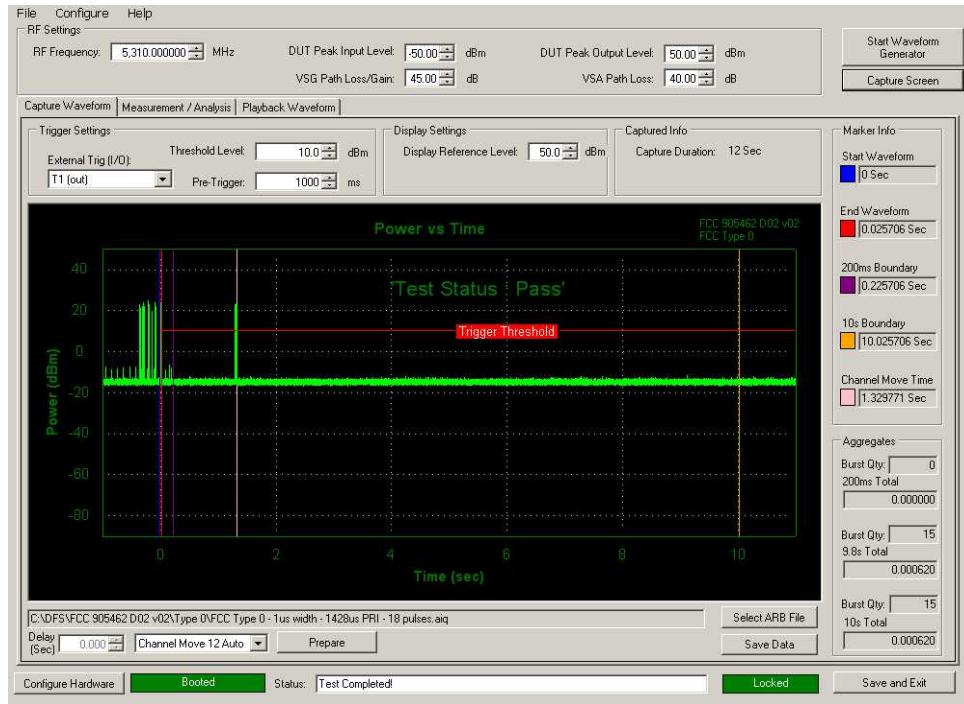 File Configure Help
RF Settings
RF Frequency: 5,310.000000 MHz DUT Peak Input Level: -50.00 dBm DUT Peak Output Level: 50.00 dBm
VSG Path Loss/Gain: 45.00 dB VSA Path Loss: 40.00 dB
Start Waveform
Generator
Capture Screen
Capture Waveform Measurement / Analysis Playback Waveform
Trigger Settings
External Trig (I/O):
T1 (out)
Threshold Level: 10.0 dBm
Pre-Trigger: 1000 ms
Display Settings
Display Reference Level: 50.0 dBm
Captured Info
Capture Duration: 12 Sec
Marker Info
Start Waveform
0 Sec
End Waveform
0.025706 Sec
200ms Boundary
0.225706 Sec
10s Boundary
10.025706 Sec
Channel Move Time
1.329771 Sec
Power vs Time
FCC 905462 D02 v02
FCC Type 0
'Test Status : Pass'
Trigger Threshold
Power (dBm)
40
20
0
-20
-40
-60
-80
0 2 4 6 8 10
Time (sec)
Aggregates
Burst Qty: 0
200ms Total
0.000000
Burst Qty: 15
9.8s Total
0.000620
Burst Qty: 15
10s Total
0.000620
C:\DFS\FCC 905462 D02 v02\Type 0\FCC Type 0 - 1us width - 1428us PRI - 18 pulses.aiq
Select ARB File
Delay
(Sec) 0.000 Channel Move 12 Auto Prepare Save Data
Configure Hardware Booted Status: Test Completed! Locked Save and Exit